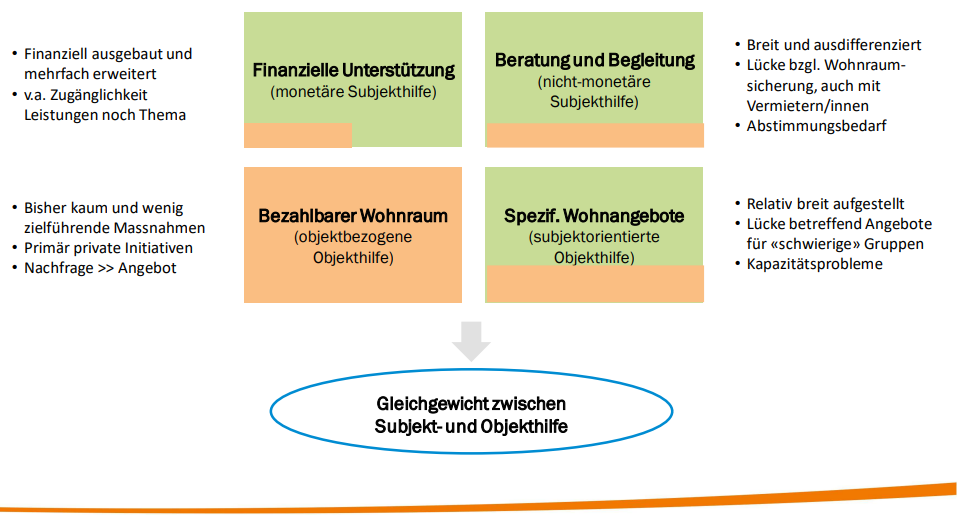 • Finanziell ausgebaut und
mehrfach erweitert
• v.a. Zugänglichkeit
Leistungen noch Thema
Finanzielle Unterstützung
(monetäre Subjekthilfe)
Beratung und Begleitung
(nicht-monetäre
Subjekthilfe)
• Breit und ausdifferenziert
• Lücke bzgl. Wohnraum-
sicherung, auch mit
Vermietern/innen
• Abstimmungsbedarf
• Bisher kaum und wenig
zielführende Massnahmen
• Primär private Initiativen
• Nachfrage >> Angebot
Bezahlbarer Wohnraum
(objektbezogene
Objekthilfe)
Spezif. Wohnangebote
(subjektorientierte
Objekthilfe)
• Relativ breit aufgestellt
• Lücke betreffend Angebote
für «schwierige» Gruppen
• Kapazitätsprobleme
Gleichgewicht zwischen
Subjekt- und Objekthilfe